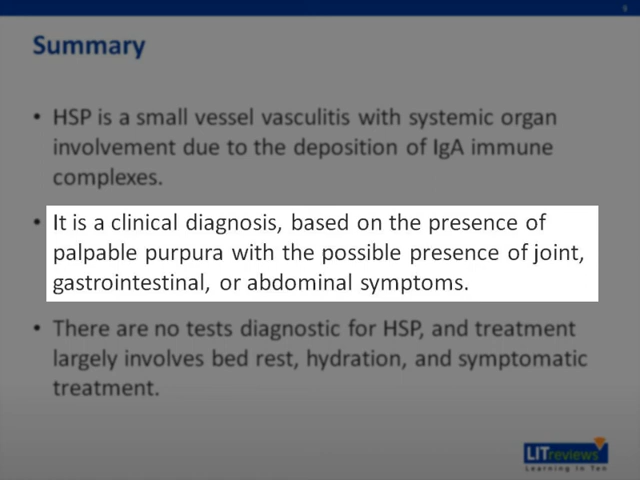 9
Summary
• HSP is a small vessel vasculitis with systemic organ
involvement due to the deposition of IgA immune
complexes.
• It is a clinical diagnosis, based on the presence of
palpable purpura with the possible presence of joint,
gastrointestinal, or abdominal symptoms.
• There are no tests diagnostic for HSP, and treatment
largely involves bed rest, hydration, and symptomatic
treatment.
LITreviews
Learning In Ten